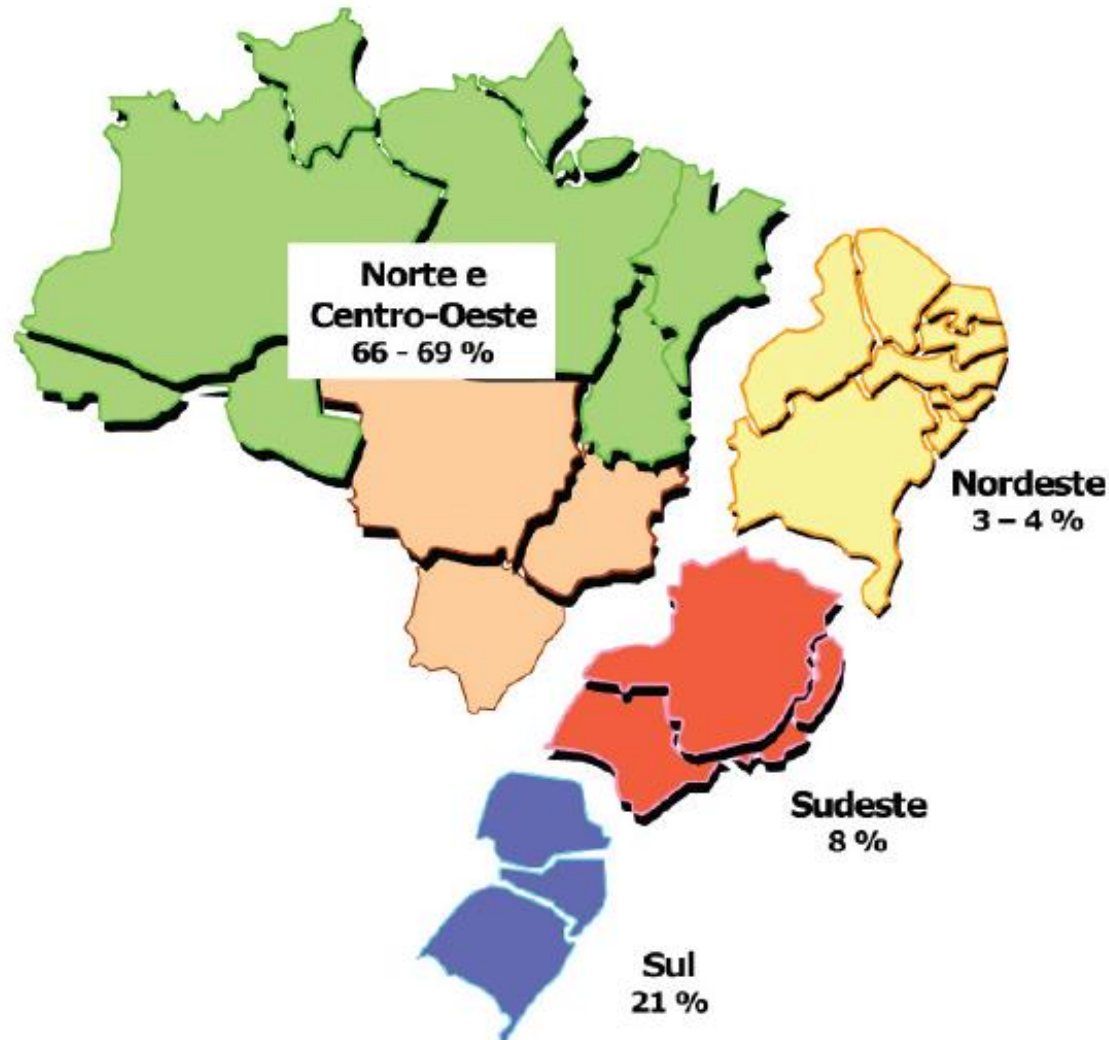 Norte e
Centro-Oeste
66 - 69 %
Nordeste
3 – 4 %
Sudeste
8 %
Sul
21 %